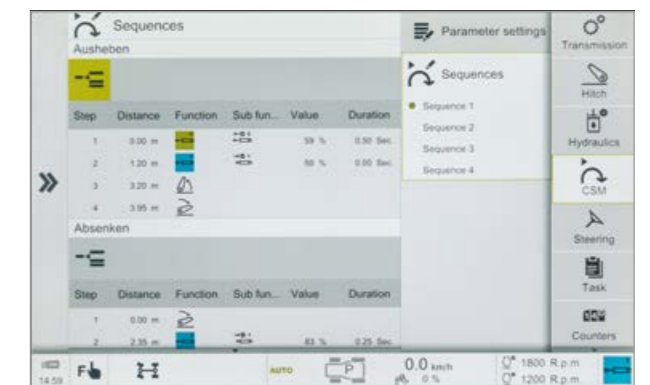 Sequences
Ausheben
Step Distance Function Sub fun... Value Duration
1 0.00 m 59 % 0.50 Sec.
2 1.20 m 50 % 0.00 Sec.
3 3.20 m
4 3.95 m
Absenken
Step Distance Function Sub fun... Value Duration
1 0.00 m
2 2.35 m 83 % 0.25 Sec.
Parameter settings
Sequences
Sequence 1
Sequence 2
Sequence 3
Sequence 4
Transmission
Hitch
Hydraulics
CSM
Steering
Task
Counters
14:59
F
AUTO
P
0.0 km/h
0 %
1800 R.p.m.
1200 R.p.m.